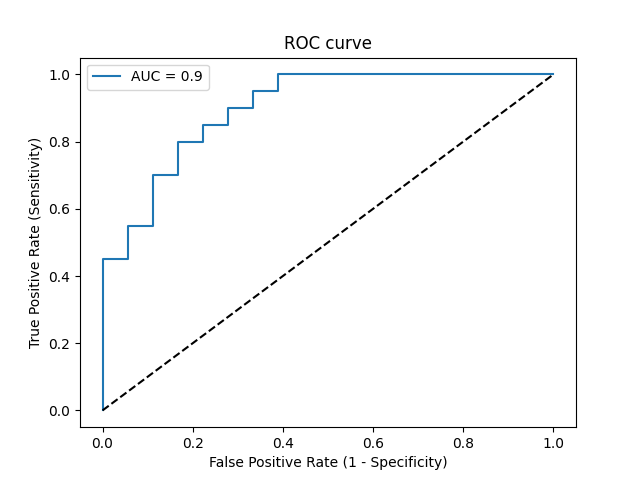 ROC curve
AUC = 0.9
True Positive Rate (Sensitivity)
1.0
0.8
0.6
0.4
0.2
0.0
0.0 0.2 0.4 0.6 0.8 1.0
False Positive Rate (1 - Specificity)